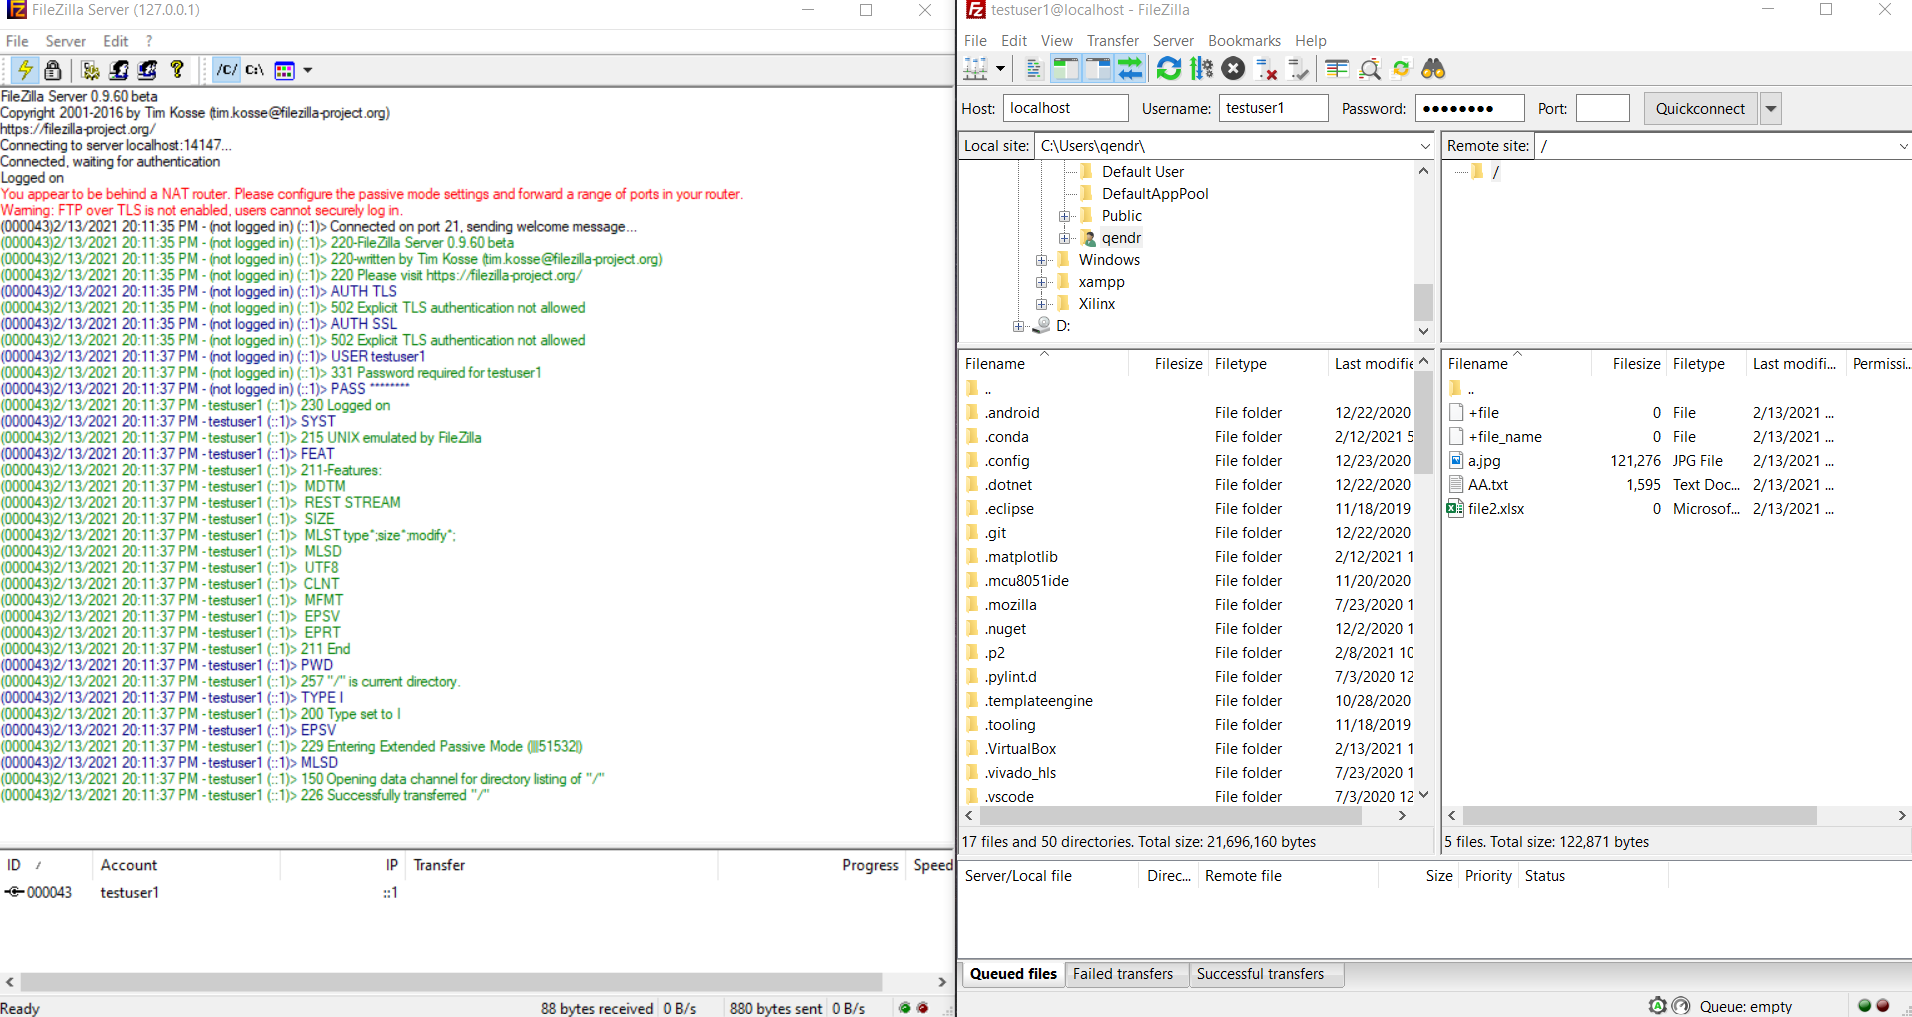 FileZilla Server (127.0.0.1)
File Server Edit ?
/C/ C:\
FileZilla Server 0.9.60 beta
Copyright 2001-2016 by Tim Kosse (tim.kosse@filezilla-project.org)
https://filezilla-project.org/
Connecting to server localhost:14147...
Connected, waiting for authentication
Logged on
You appear to be behind a NAT router. Please configure the passive mode settings and forward a range of ports in your router.
Warning: FTP over TLS is not enabled, users cannot securely log in.
(000043)2/13/2021 20:11:35 PM - (not logged in) (::1)> Connected on port 21, sending welcome message...
(000043)2/13/2021 20:11:35 PM - (not logged in) (::1)> 220-FileZilla Server 0.9.60 beta
(000043)2/13/2021 20:11:35 PM - (not logged in) (::1)> 220-written by Tim Kosse (tim.kosse@filezilla-project.org)
(000043)2/13/2021 20:11:35 PM - (not logged in) (::1)> 220 Please visit https://filezilla-project.org/
(000043)2/13/2021 20:11:35 PM - (not logged in) (::1)> AUTH TLS
(000043)2/13/2021 20:11:35 PM - (not logged in) (::1)> 502 Explicit TLS authentication not allowed
(000043)2/13/2021 20:11:35 PM - (not logged in) (::1)> AUTH SSL
(000043)2/13/2021 20:11:35 PM - (not logged in) (::1)> 502 Explicit TLS authentication not allowed
(000043)2/13/2021 20:11:37 PM - (not logged in) (::1)> USER testuser1
(000043)2/13/2021 20:11:37 PM - (not logged in) (::1)> 331 Password required for testuser1
(000043)2/13/2021 20:11:37 PM - (not logged in) (::1)> PASS ********
(000043)2/13/2021 20:11:37 PM - testuser1 (::1)> 230 Logged on
(000043)2/13/2021 20:11:37 PM - testuser1 (::1)> SYST
(000043)2/13/2021 20:11:37 PM - testuser1 (::1)> 215 UNIX emulated by FileZilla
(000043)2/13/2021 20:11:37 PM - testuser1 (::1)> FEAT
(000043)2/13/2021 20:11:37 PM - testuser1 (::1)> 211-Features:
(000043)2/13/2021 20:11:37 PM - testuser1 (::1)> MDTM
(000043)2/13/2021 20:11:37 PM - testuser1 (::1)> REST STREAM
(000043)2/13/2021 20:11:37 PM - testuser1 (::1)> SIZE
(000043)2/13/2021 20:11:37 PM - testuser1 (::1)> MLST type*;size*;modify*;
(000043)2/13/2021 20:11:37 PM - testuser1 (::1)> MLSD
(000043)2/13/2021 20:11:37 PM - testuser1 (::1)> UTF8
(000043)2/13/2021 20:11:37 PM - testuser1 (::1)> CLNT
(000043)2/13/2021 20:11:37 PM - testuser1 (::1)> MFMT
(000043)2/13/2021 20:11:37 PM - testuser1 (::1)> EPSV
(000043)2/13/2021 20:11:37 PM - testuser1 (::1)> EPRT
(000043)2/13/2021 20:11:37 PM - testuser1 (::1)> 211 End
(000043)2/13/2021 20:11:37 PM - testuser1 (::1)> PWD
(000043)2/13/2021 20:11:37 PM - testuser1 (::1)> 257 "/" is current directory.
(000043)2/13/2021 20:11:37 PM - testuser1 (::1)> TYPE I
(000043)2/13/2021 20:11:37 PM - testuser1 (::1)> 200 Type set to I
(000043)2/13/2021 20:11:37 PM - testuser1 (::1)> EPSV
(000043)2/13/2021 20:11:37 PM - testuser1 (::1)> 229 Entering Extended Passive Mode (|||51532|)
(000043)2/13/2021 20:11:37 PM - testuser1 (::1)> MLSD
(000043)2/13/2021 20:11:37 PM - testuser1 (::1)> 150 Opening data channel for directory listing of "/"
(000043)2/13/2021 20:11:37 PM - testuser1 (::1)> 226 Successfully transferred "/"
ID / Account IP Transfer Progress Speed
000043 testuser1 ::1
Ready 88 bytes received 0 B/s 880 bytes sent 0 B/s
testuser1@localhost - FileZilla
File Edit View Transfer Server Bookmarks Help
Host: localhost Username: testuser1 Password: ●●●●●●●● Port: Quickconnect
Local site: C:\Users\qendr\
Default User
DefaultAppPool
Public
qendr
Windows
xampp
Xilinx
D:
Filename Filesize Filetype Last modifie
..
.android File folder 12/22/2020
.conda File folder 2/12/2021 5
.config File folder 12/23/2020
.dotnet File folder 12/22/2020
.eclipse File folder 11/18/2019
.git File folder 12/22/2020
.matplotlib File folder 2/12/2021 1
.mcu8051ide File folder 11/20/2020
.mozilla File folder 7/23/2020 1
.nuget File folder 12/2/2020 1
.p2 File folder 2/8/2021 10
.pylint.d File folder 7/3/2020 12
.templateengine File folder 10/28/2020
.tooling File folder 11/18/2019
.VirtualBox File folder 2/13/2021 1
.vivado_hls File folder 7/23/2020 1
.vscode File folder 7/3/2020 12
17 files and 50 directories. Total size: 21,696,160 bytes
Remote site: /
/
Filename Filesize Filetype Last modifi... Permissi...
..
+file 0 File 2/13/2021 ...
+file_name 0 File 2/13/2021 ...
a.jpg 121,276 JPG File 2/13/2021 ...
AA.txt 1,595 Text Doc... 2/13/2021 ...
file2.xlsx 0 Microsof... 2/13/2021 ...
5 files. Total size: 122,871 bytes
Server/Local file Direc... Remote file Size Priority Status
Queued files Failed transfers Successful transfers
Queue: empty